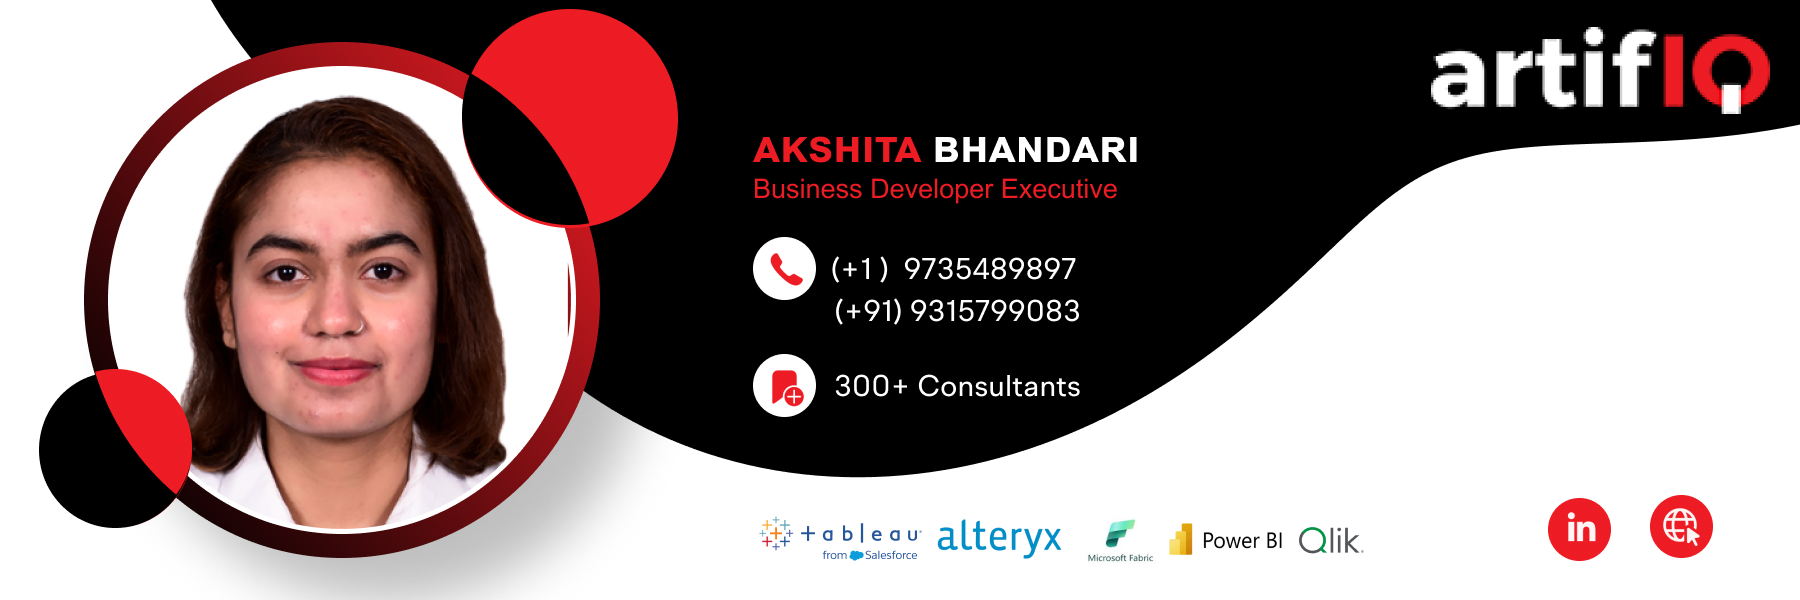 artifIQ
AKSHITA BHANDARI
Business Developer Executive
(+1 ) 9735489897
(+91) 9315799083
300+ Consultants
+ableau
from Salesforce
alteryx
Microsoft Fabric
Power BI
Qlik
in